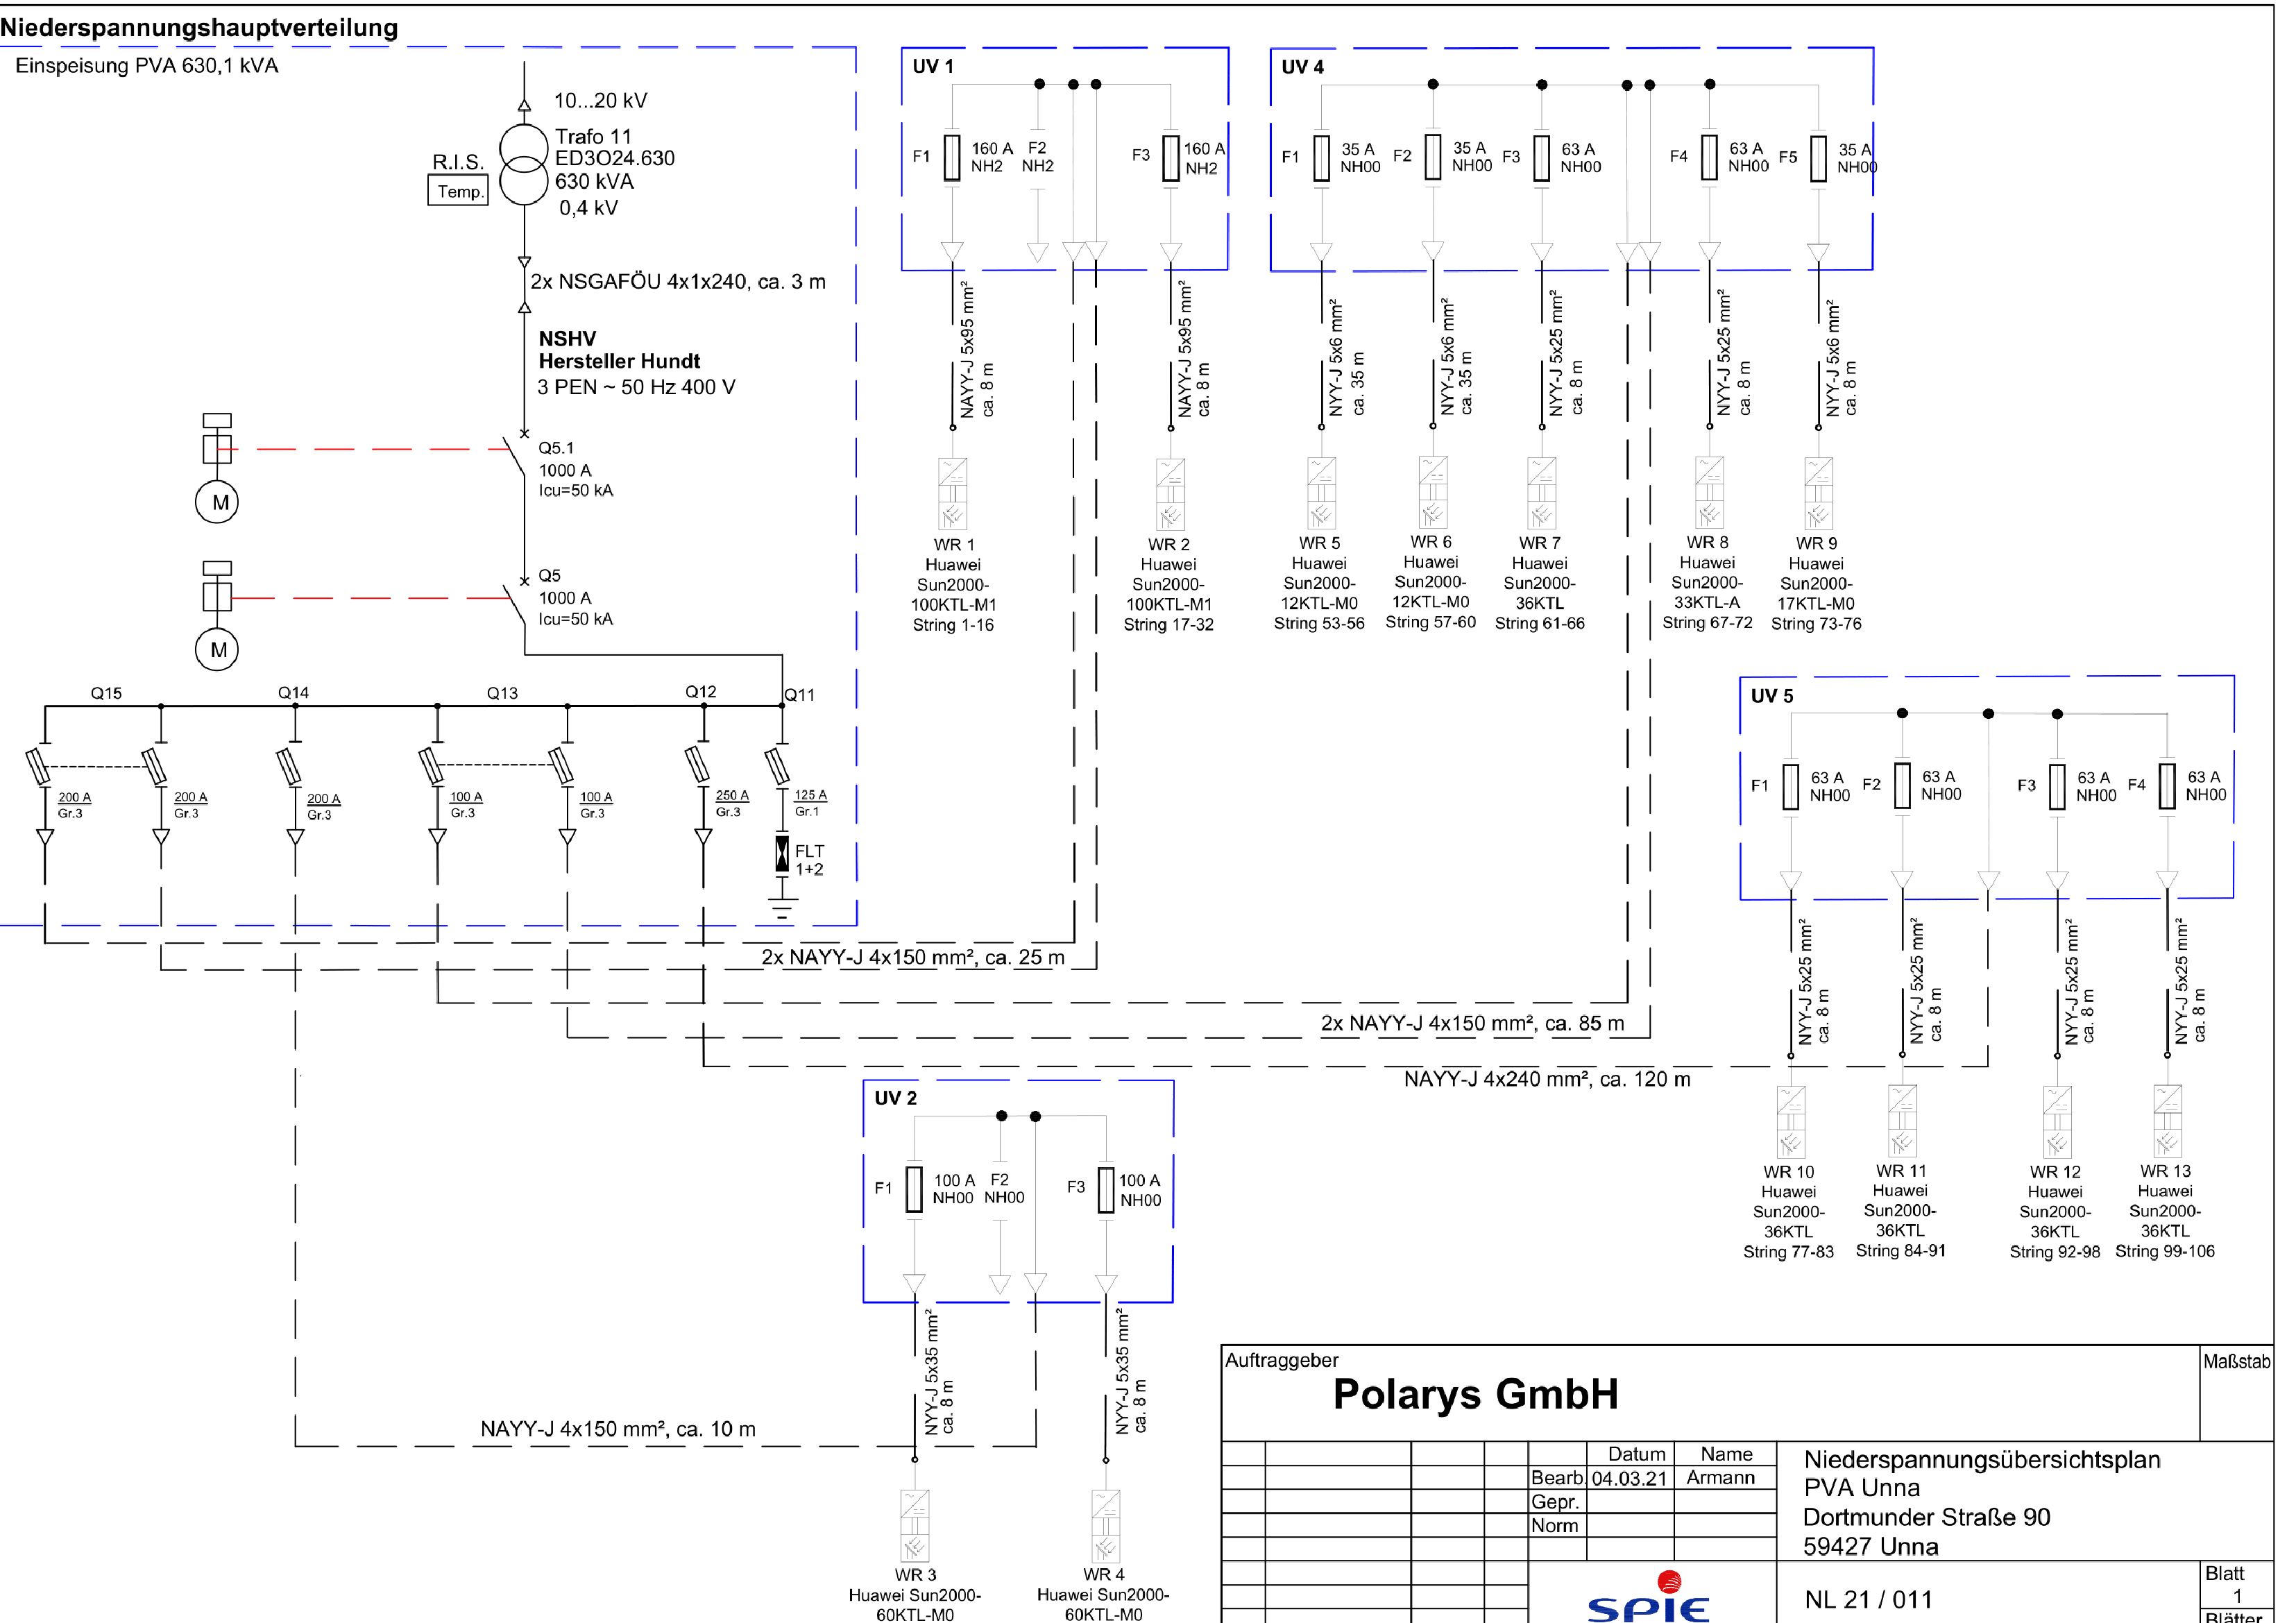 Niederspannungshauptverteilung
Einspeisung PVA 630,1 kVA
10...20 kV
Trafo 11
ED3O24.630
630 kVA
0,4 kV
R.I.S.
Temp.
2x NSGAFÖU 4x1x240, ca. 3 m
NSHV
Hersteller Hundt
3 PEN ~ 50 Hz 400 V
Q5.1
1000 A
Icu=50 kA
M
Q5
1000 A
Icu=50 kA
M
Q15
Q14
Q13
Q12
Q11
200 A
Gr.3
200 A
Gr.3
200 A
Gr.3
100 A
Gr.3
100 A
Gr.3
250 A
Gr.3
125 A
Gr.1
FLT
1+2
UV 1
F1
160 A
NH2
F2
NH2
F3
160 A
NH2
NAYY-J 5x95 mm²
ca. 8 m
NAYY-J 5x95 mm²
ca. 8 m
WR 1
Huawei
Sun2000-
100KTL-M1
String 1-16
WR 2
Huawei
Sun2000-
100KTL-M1
String 17-32
UV 4
F1
35 A
NH00
F2
35 A
NH00
F3
63 A
NH00
F4
63 A
NH00
F5
35 A
NH00
NYY-J 5x6 mm²
ca. 35 m
NYY-J 5x6 mm²
ca. 35 m
NYY-J 5x25 mm²
ca. 8 m
NYY-J 5x25 mm²
ca. 8 m
NYY-J 5x6 mm²
ca. 8 m
WR 5
Huawei
Sun2000-
12KTL-M0
String 53-56
WR 6
Huawei
Sun2000-
12KTL-M0
String 57-60
WR 7
Huawei
Sun2000-
36KTL
String 61-66
WR 8
Huawei
Sun2000-
33KTL-A
String 67-72
WR 9
Huawei
Sun2000-
17KTL-M0
String 73-76
UV 5
F1
63 A
NH00
F2
63 A
NH00
F3
63 A
NH00
F4
63 A
NH00
NYY-J 5x25 mm²
ca. 8 m
NYY-J 5x25 mm²
ca. 8 m
NYY-J 5x25 mm²
ca. 8 m
NYY-J 5x25 mm²
ca. 8 m
WR 10
Huawei
Sun2000-
36KTL
String 77-83
WR 11
Huawei
Sun2000-
36KTL
String 84-91
WR 12
Huawei
Sun2000-
36KTL
String 92-98
WR 13
Huawei
Sun2000-
36KTL
String 99-106
2x NAYY-J 4x150 mm², ca. 25 m
2x NAYY-J 4x150 mm², ca. 85 m
NAYY-J 4x240 mm², ca. 120 m
UV 2
F1
100 A
NH00
F2
NH00
F3
100 A
NH00
NYY-J 5x35 mm²
ca. 8 m
NYY-J 5x35 mm²
ca. 8 m
NAYY-J 4x150 mm², ca. 10 m
WR 3
Huawei Sun2000-
60KTL-M0
WR 4
Huawei Sun2000-
60KTL-M0
Auftraggeber
Polarys GmbH
Maßstab
Datum Name
Bearb. 04.03.21 Armann
Gepr.
Norm
Niederspannungsübersichtsplan
PVA Unna
Dortmunder Straße 90
59427 Unna
SPIE
NL 21 / 011
Blatt
1
Blätter